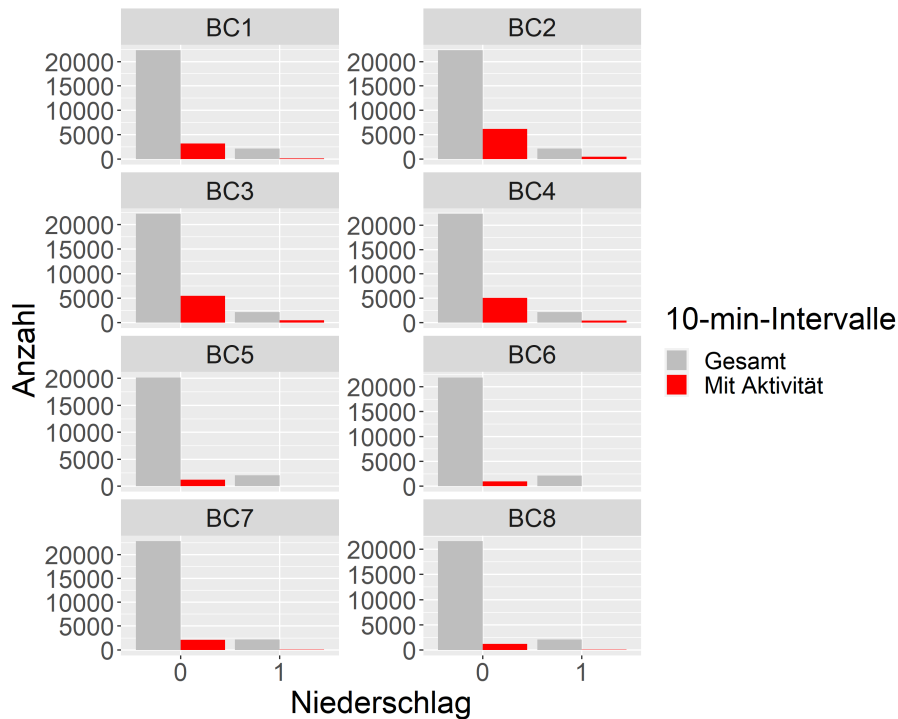 BC1 BC2
20000 20000
15000 15000
10000 10000
5000 5000
0 0
BC3 BC4
20000 20000
15000 15000
10000 10000
5000 5000
0 0
BC5 BC6
20000 20000
15000 15000
10000 10000
5000 5000
0 0
BC7 BC8
20000 20000
15000 15000
10000 10000
5000 5000
0 0
0 1 0 1
Niederschlag
Anzahl
10-min-Intervalle
Gesamt
Mit Aktivität